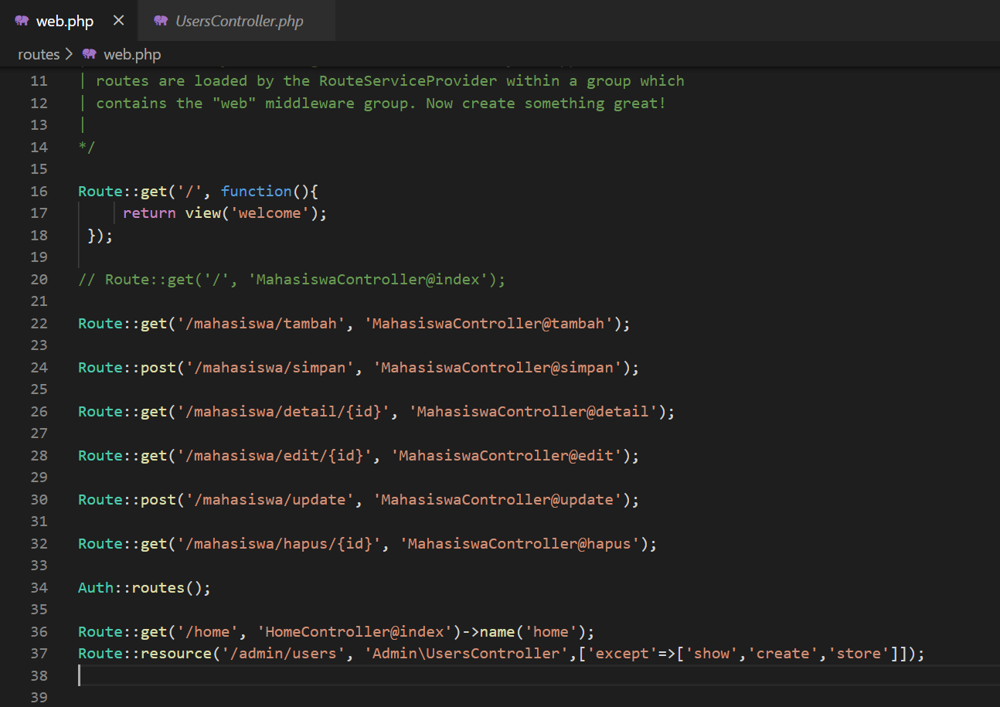 web.php
UsersController.php
routes > web.php
11 | routes are loaded by the RouteServiceProvider within a group which
12 | contains the "web" middleware group. Now create something great!
13 |
14 */
15
16 Route::get('/', function(){
17 return view('welcome');
18 });
19
20 // Route::get('/', 'MahasiswaController@index');
21
22 Route::get('/mahasiswa/tambah', 'MahasiswaController@tambah');
23
24 Route::post('/mahasiswa/simpan', 'MahasiswaController@simpan');
25
26 Route::get('/mahasiswa/detail/{id}', 'MahasiswaController@detail');
27
28 Route::get('/mahasiswa/edit/{id}', 'MahasiswaController@edit');
29
30 Route::post('/mahasiswa/update', 'MahasiswaController@update');
31
32 Route::get('/mahasiswa/hapus/{id}', 'MahasiswaController@hapus');
33
34 Auth::routes();
35
36 Route::get('/home', 'HomeController@index')->name('home');
37 Route::resource('/admin/users', 'Admin\UsersController',['except'=>['show','create','store']]);
38
39